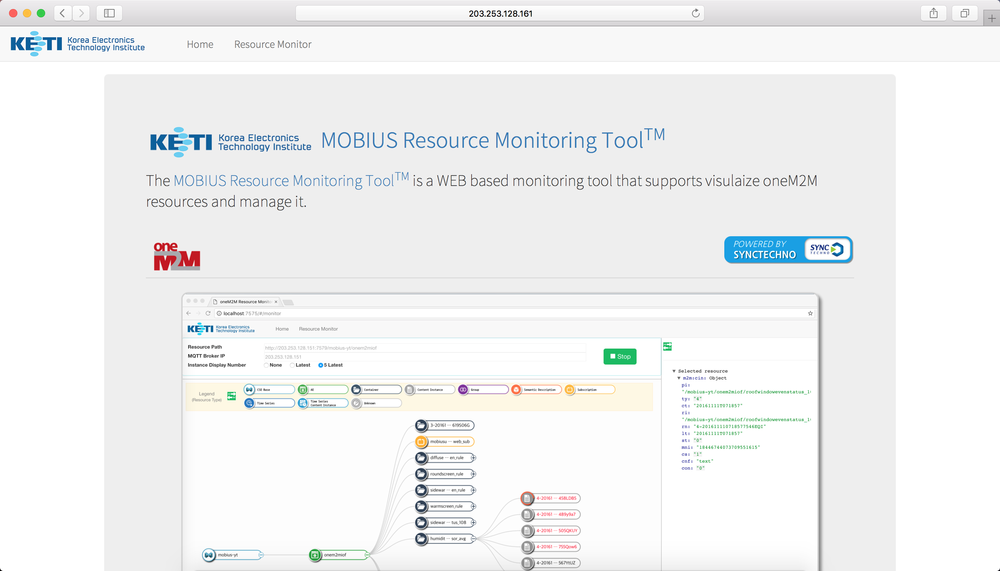 203.253.128.161
KETI Korea Electronics Technology Institute
Home Resource Monitor
KETI Korea Electronics Technology Institute MOBIUS Resource Monitoring Tool™
The MOBIUS Resource Monitoring Tool™ is a WEB based monitoring tool that supports visulaize oneM2M
resources and manage it.
one
M2M
POWERED BY
SYNCTECHNO
SYNC
TECHNO
oneM2M Resource Monito
localhost:7575/#/monitor
KETI Korea Electronics Technology Institute
Home Resource Monitor
Resource Path http://203.253.128.151:7579/mobius-yt/onem2miof
MQTT Broker IP 203.253.128.151
Instance Display Number None Latest 5 Latest
Stop
Legend
(Resource Type)
CSE Base AE Container Content Instance Group Semantic Description Subscription
Time Series Time Series Content Instance Unknown
3-20161 ··· 619S06G
mobiusu ··· web_sub
diffuse ··· en_rule
roundscreen_rule
sidewar ··· en_rule
warmscreen_rule
sidewar ··· tus_108
humidit ··· sor_avg
4-20161 ··· 458LDB5
4-20161 ··· 489y9a7
4-20161 ··· 505QKUY
4-20161 ··· 755Qow6
4-20161 ··· 567YtUZ
mobius-yt
onem2miof
Selected resource
m2m:cin: Object
pi:
"/mobius-yt/onem2miof/roofwindowevenstatus_1
ty: "4"
ct: "20161111T071857"
ri:
"/mobius-yt/onem2miof/roofwindowevenstatus_1
rn: "4-201611110718577546EQI"
lt: "20161111T071857"
st: "0"
mni: "18446744073709551615"
cs: "1"
cnf: "text"
con: "0"